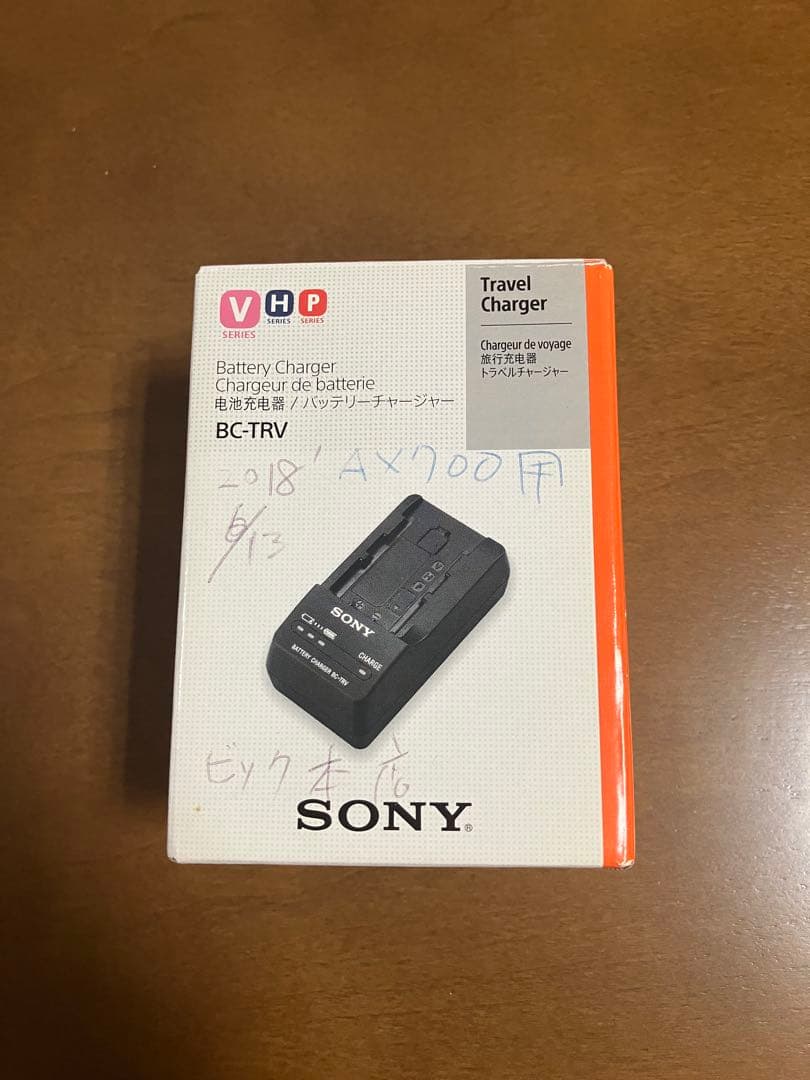 V H P
SERIES SERIES SERIES
Travel
Charger
Chargeur de voyage
旅行充电器
トラベルチャージャー
Battery Charger
Chargeur de batterie
电池充电器 / バッテリーチャージャー
BC-TRV
2018' AX700用
6/13
SONY
CHARGE
BATTERY CHARGER BC-TRV
ビック本店
SONY®